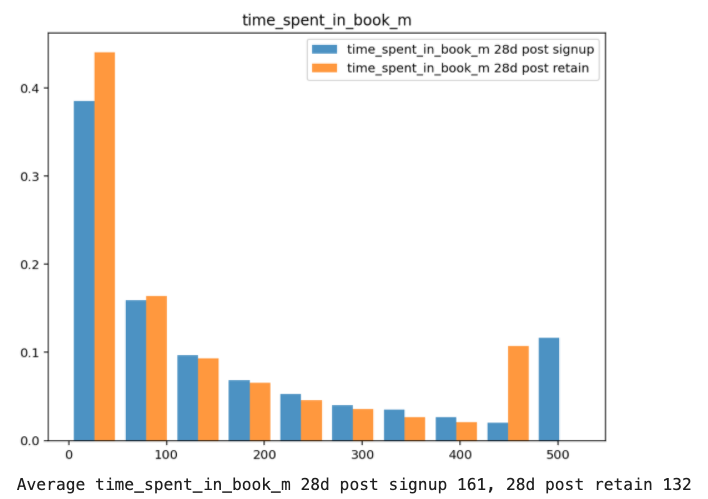 time_spent_in_book_m
time_spent_in_book_m 28d post signup
time_spent_in_book_m 28d post retain
0.4
0.3
0.2
0.1
0.0
0 100 200 300 400 500
Average time_spent_in_book_m 28d post signup 161, 28d post retain 132